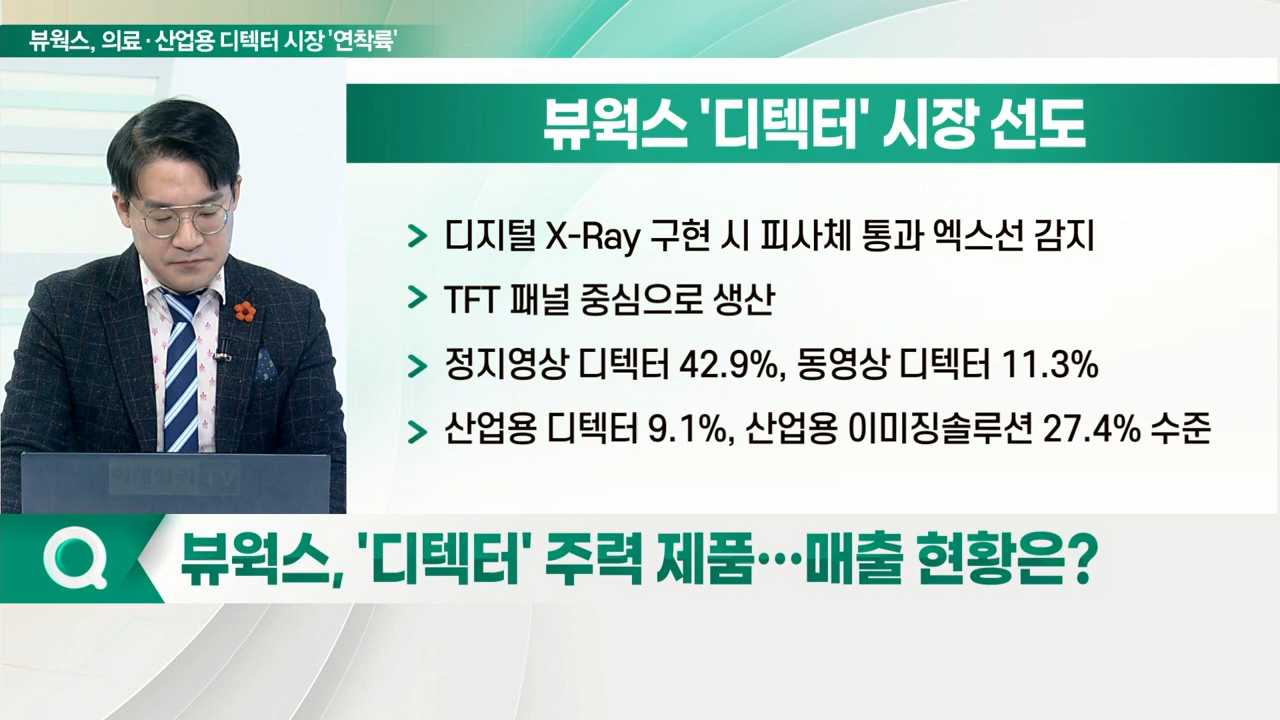 뷰웍스, 의료·산업용 디텍터 시장 '연착륙'
뷰웍스 '디텍터' 시장 선도
디지털 X-Ray 구현 시 피사체 통과 엑스선 감지
TFT 패널 중심으로 생산
정지영상 디텍터 42.9%, 동영상 디텍터 11.3%
산업용 디텍터 9.1%, 산업용 이미징솔루션 27.4% 수준
뷰웍스, '디텍터' 주력 제품…매출 현황은?